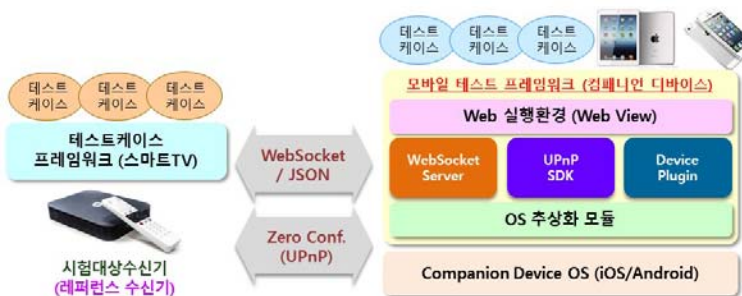 테스트
케이스
테스트
케이스
테스트
케이스
테스트케이스
프레임워크 (스마트TV)
시험대상수신기
(레퍼런스 수신기)
WebSocket
/ JSON
Zero Conf.
(UPnP)
테스트
케이스
테스트
케이스
테스트
케이스
모바일 테스트 프레임워크 (컴패니언 디바이스)
Web 실행환경 (Web View)
WebSocket
Server
UPnP
SDK
Device
Plugin
OS 추상화 모듈
Companion Device OS (iOS/Android)